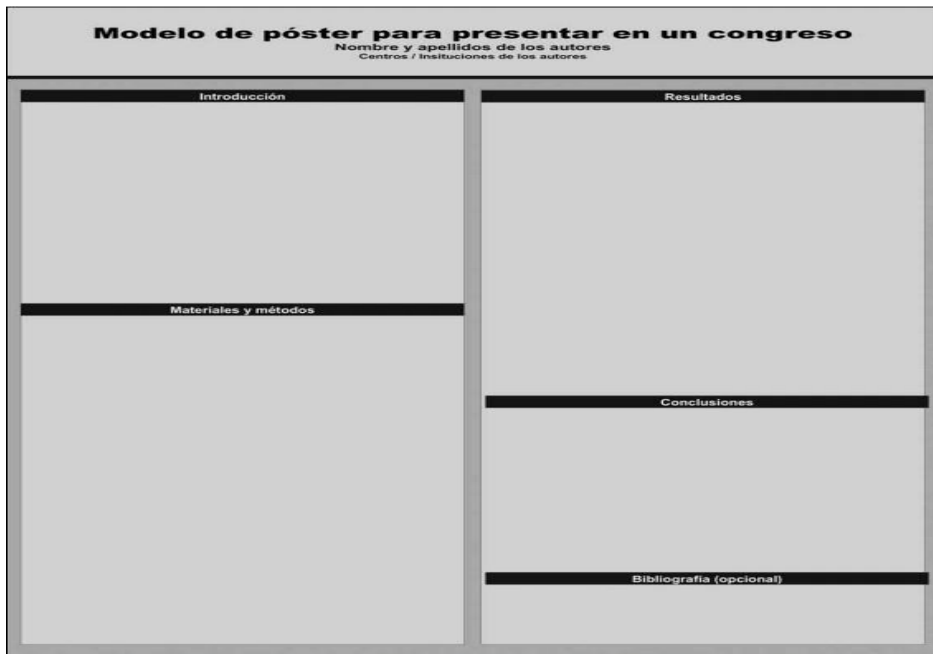 Modelo de póster para presentar en un congreso
Nombre y apellidos de los autores
Centros / Insituciones de los autores
Introducción
Materiales y métodos
Resultados
Conclusiones
Bibliografía (opcional)